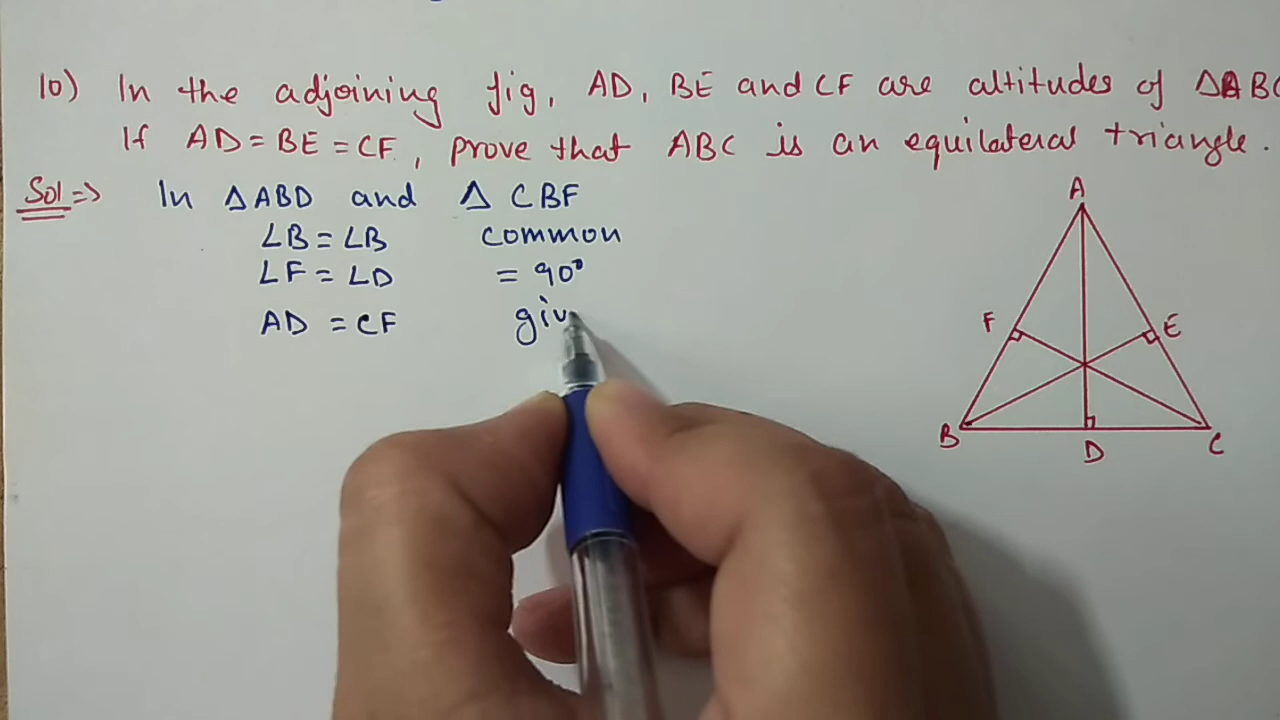 10) In the adjoining fig, AD, BE and CF are altitudes of ΔABC
If AD = BE = CF, prove that ABC is an equilateral triangle.
Sol => In ΔABD and Δ CBF
∠B = ∠B common
∠F = ∠D = 90°
AD = CF giv
A
F
E
B
D
C